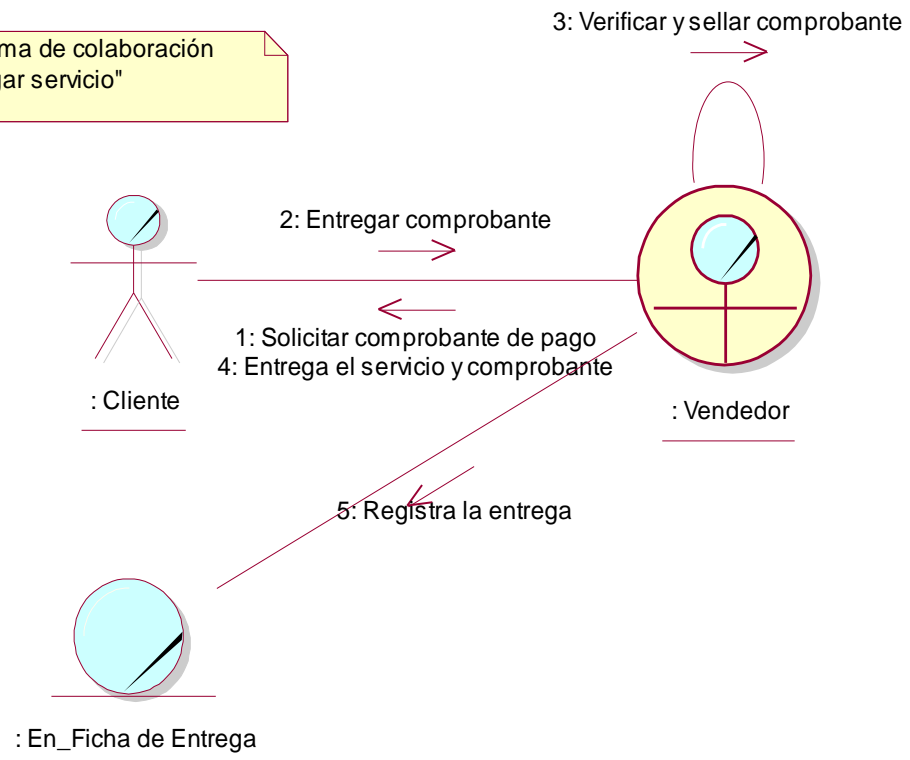 3: Verificar y sellar comprobante
ma de colaboración
ar servicio"
2: Entregar comprobante
1: Solicitar comprobante de pago
4: Entrega el servicio y comprobante
: Cliente
: Vendedor
5: Registra la entrega
: En_Ficha de Entrega